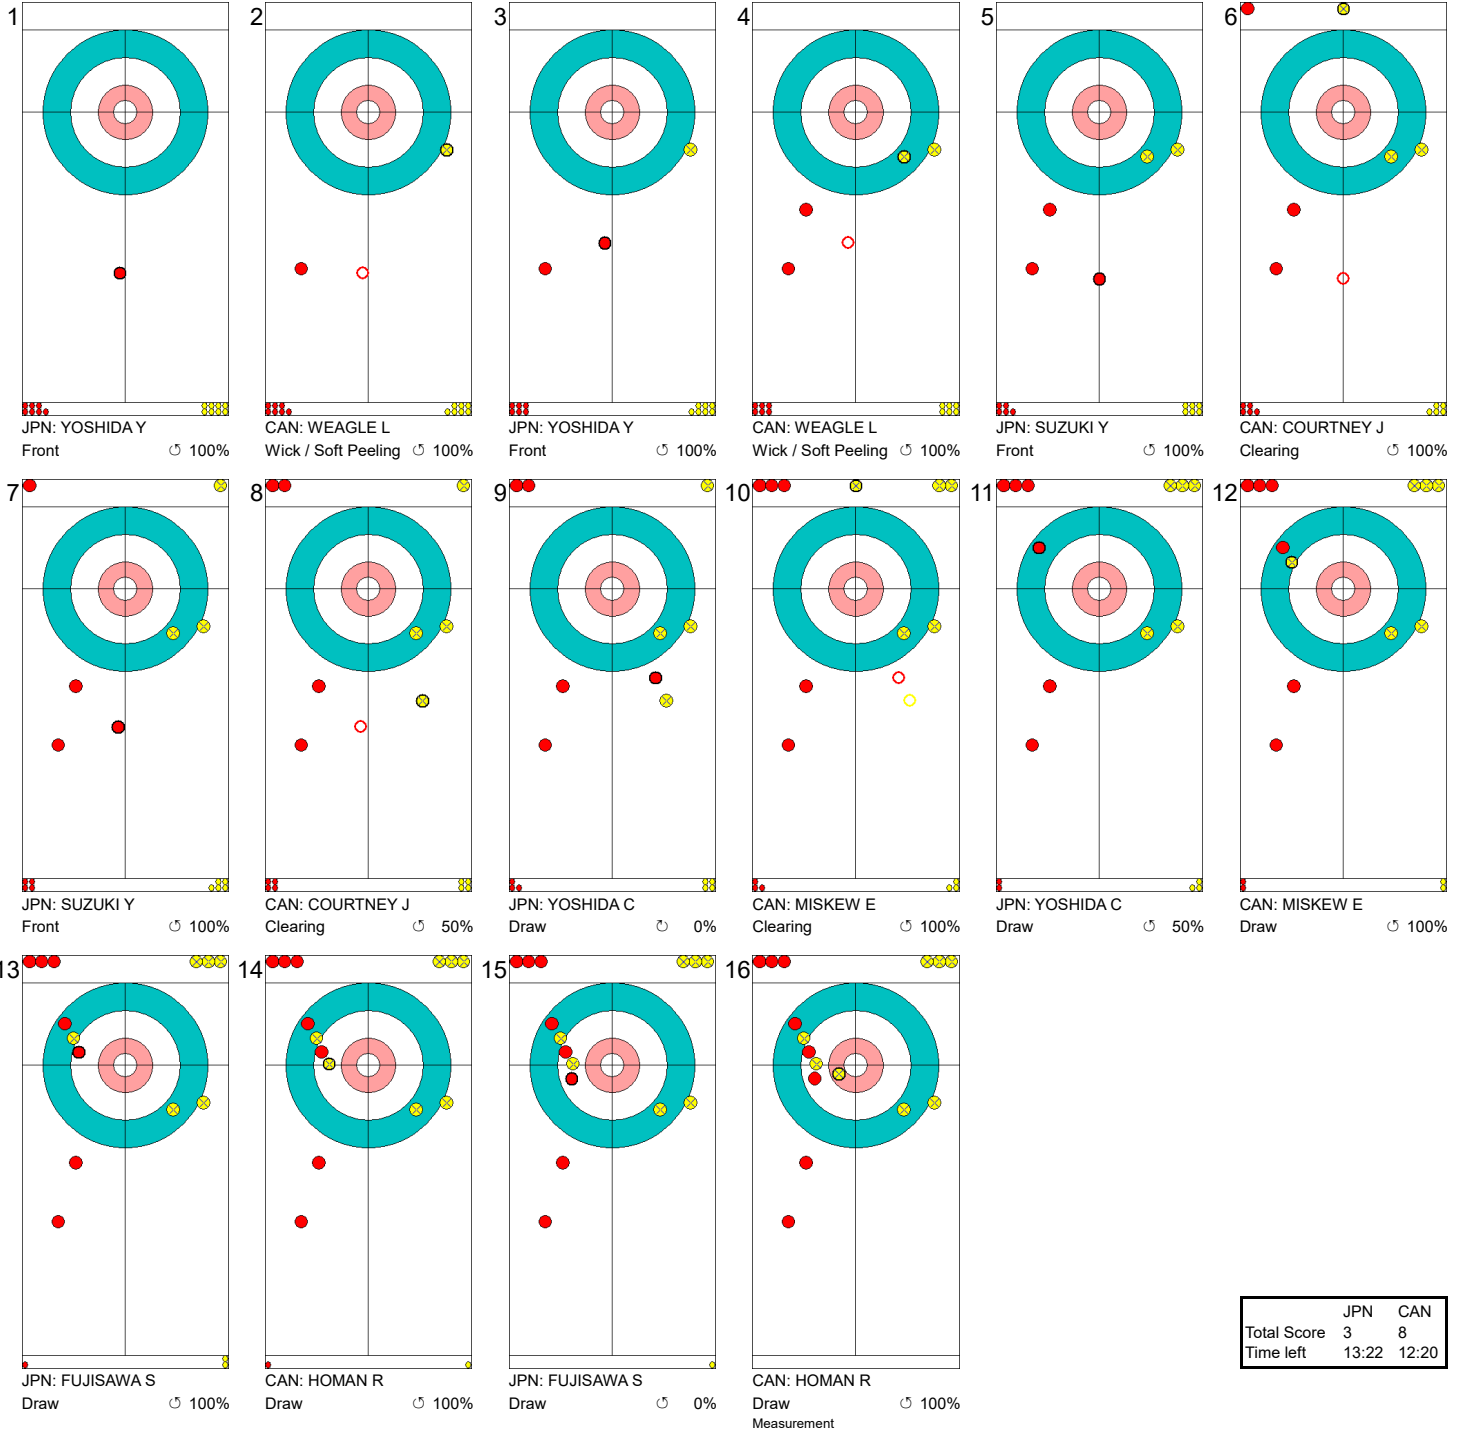 1
JPN: YOSHIDA Y
Front ↺ 100%
2
CAN: WEAGLE L
Wick / Soft Peeling ↺ 100%
3
JPN: YOSHIDA Y
Front ↺ 100%
4
CAN: WEAGLE L
Wick / Soft Peeling ↺ 100%
5
JPN: SUZUKI Y
Front ↺ 100%
6
CAN: COURTNEY J
Clearing ↺ 100%
7
JPN: SUZUKI Y
Front ↺ 100%
8
CAN: COURTNEY J
Clearing ↺ 50%
9
JPN: YOSHIDA C
Draw ↻ 0%
10
CAN: MISKEW E
Clearing ↺ 100%
11
JPN: YOSHIDA C
Draw ↺ 50%
12
CAN: MISKEW E
Draw ↺ 100%
13
JPN: FUJISAWA S
Draw ↺ 100%
14
CAN: HOMAN R
Draw ↺ 100%
15
JPN: FUJISAWA S
Draw ↺ 0%
16
CAN: HOMAN R
Draw ↺ 100%
Measurement
JPN CAN
Total Score 3 8
Time left 13:22 12:20